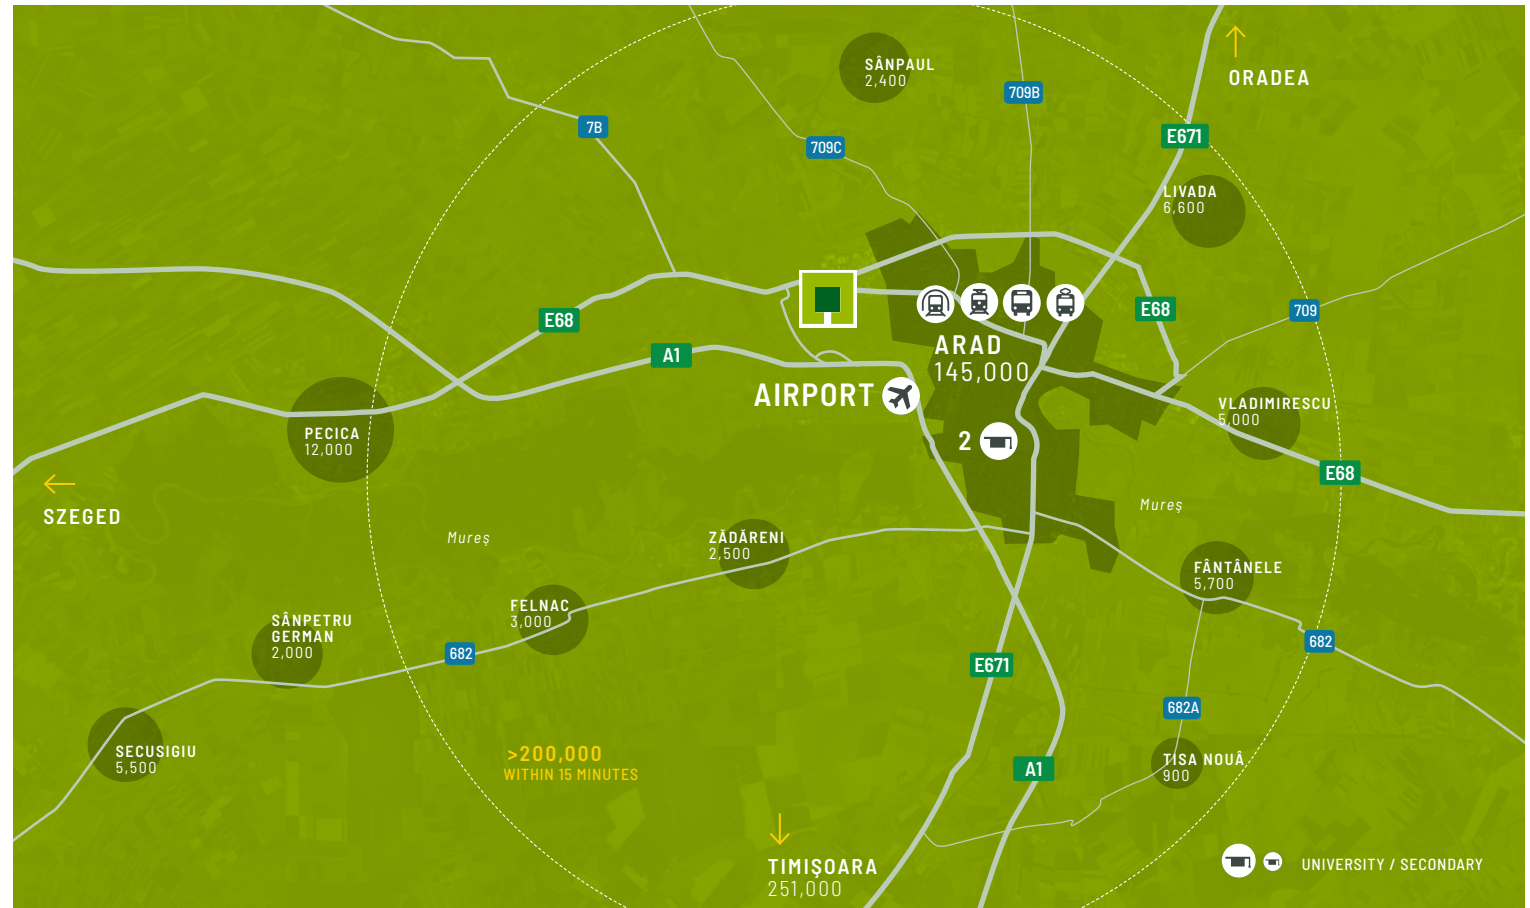 SÂNPAUL
2,400
709B
ORADEA
7B
709C
E671
LIVADA
6,600
E68
E68
709
A1
ARAD
145,000
AIRPORT
VLADIMIRESCU
5,000
PECICA
12,000
2
E68
SZEGED
Mureş
Mureş
ZĂDĂRENI
2,500
FÂNTÂNELE
5,700
FELNAC
3,000
SÂNPETRU
GERMAN
2,000
682
682
E671
682A
SECUSIGIU
5,500
>200,000
WITHIN 15 MINUTES
A1
TISA NOUÂ
900
TIMIŞOARA
251,000
UNIVERSITY / SECONDARY